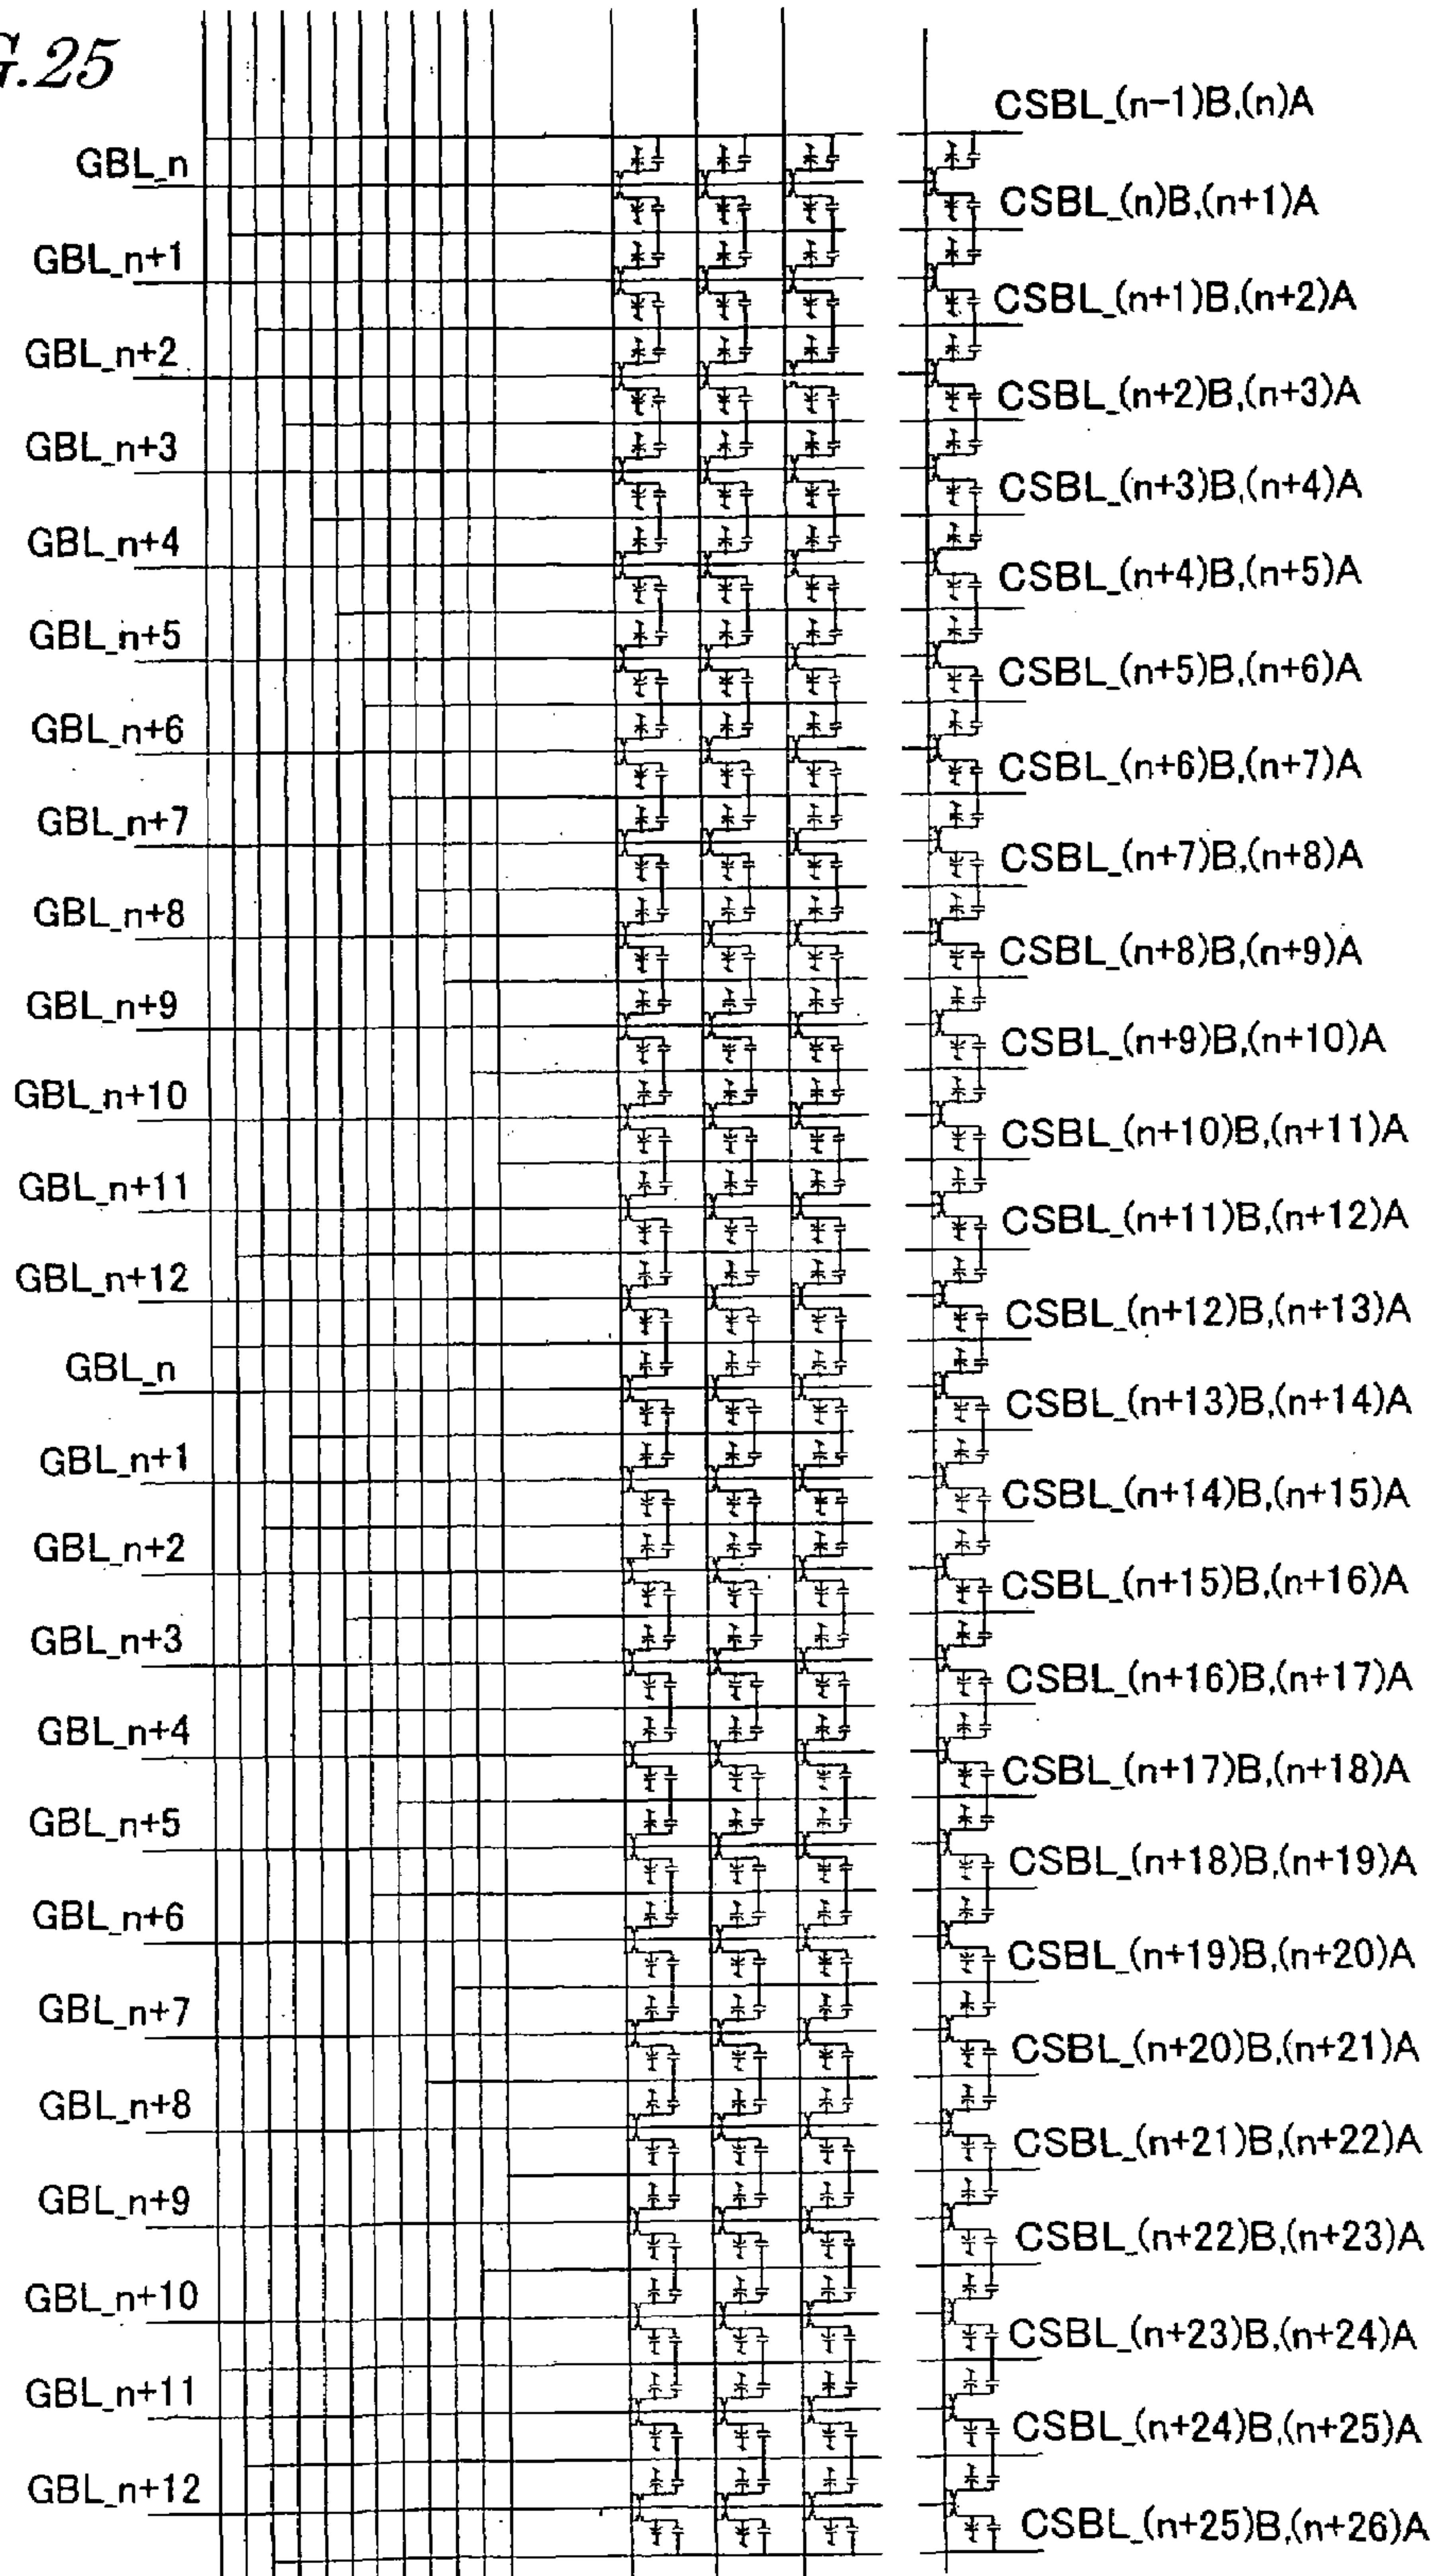 G.25
CSBL_(n-1)B,(n)A
GBL_n
CSBL_(n)B,(n+1)A
GBL_n+1
CSBL_(n+1)B,(n+2)A
GBL_n+2
CSBL_(n+2)B,(n+3)A
GBL_n+3
CSBL_(n+3)B,(n+4)A
GBL_n+4
CSBL_(n+4)B,(n+5)A
GBL_n+5
CSBL_(n+5)B,(n+6)A
GBL_n+6
CSBL_(n+6)B,(n+7)A
GBL_n+7
CSBL_(n+7)B,(n+8)A
GBL_n+8
CSBL_(n+8)B,(n+9)A
GBL_n+9
CSBL_(n+9)B,(n+10)A
GBL_n+10
CSBL_(n+10)B,(n+11)A
GBL_n+11
CSBL_(n+11)B,(n+12)A
GBL_n+12
CSBL_(n+12)B,(n+13)A
GBL_n
CSBL_(n+13)B,(n+14)A
GBL_n+1
CSBL_(n+14)B,(n+15)A
GBL_n+2
CSBL_(n+15)B,(n+16)A
GBL_n+3
CSBL_(n+16)B,(n+17)A
GBL_n+4
CSBL_(n+17)B,(n+18)A
GBL_n+5
CSBL_(n+18)B,(n+19)A
GBL_n+6
CSBL_(n+19)B,(n+20)A
GBL_n+7
CSBL_(n+20)B,(n+21)A
GBL_n+8
CSBL_(n+21)B,(n+22)A
GBL_n+9
CSBL_(n+22)B,(n+23)A
GBL_n+10
CSBL_(n+23)B,(n+24)A
GBL_n+11
CSBL_(n+24)B,(n+25)A
GBL_n+12
CSBL_(n+25)B,(n+26)A